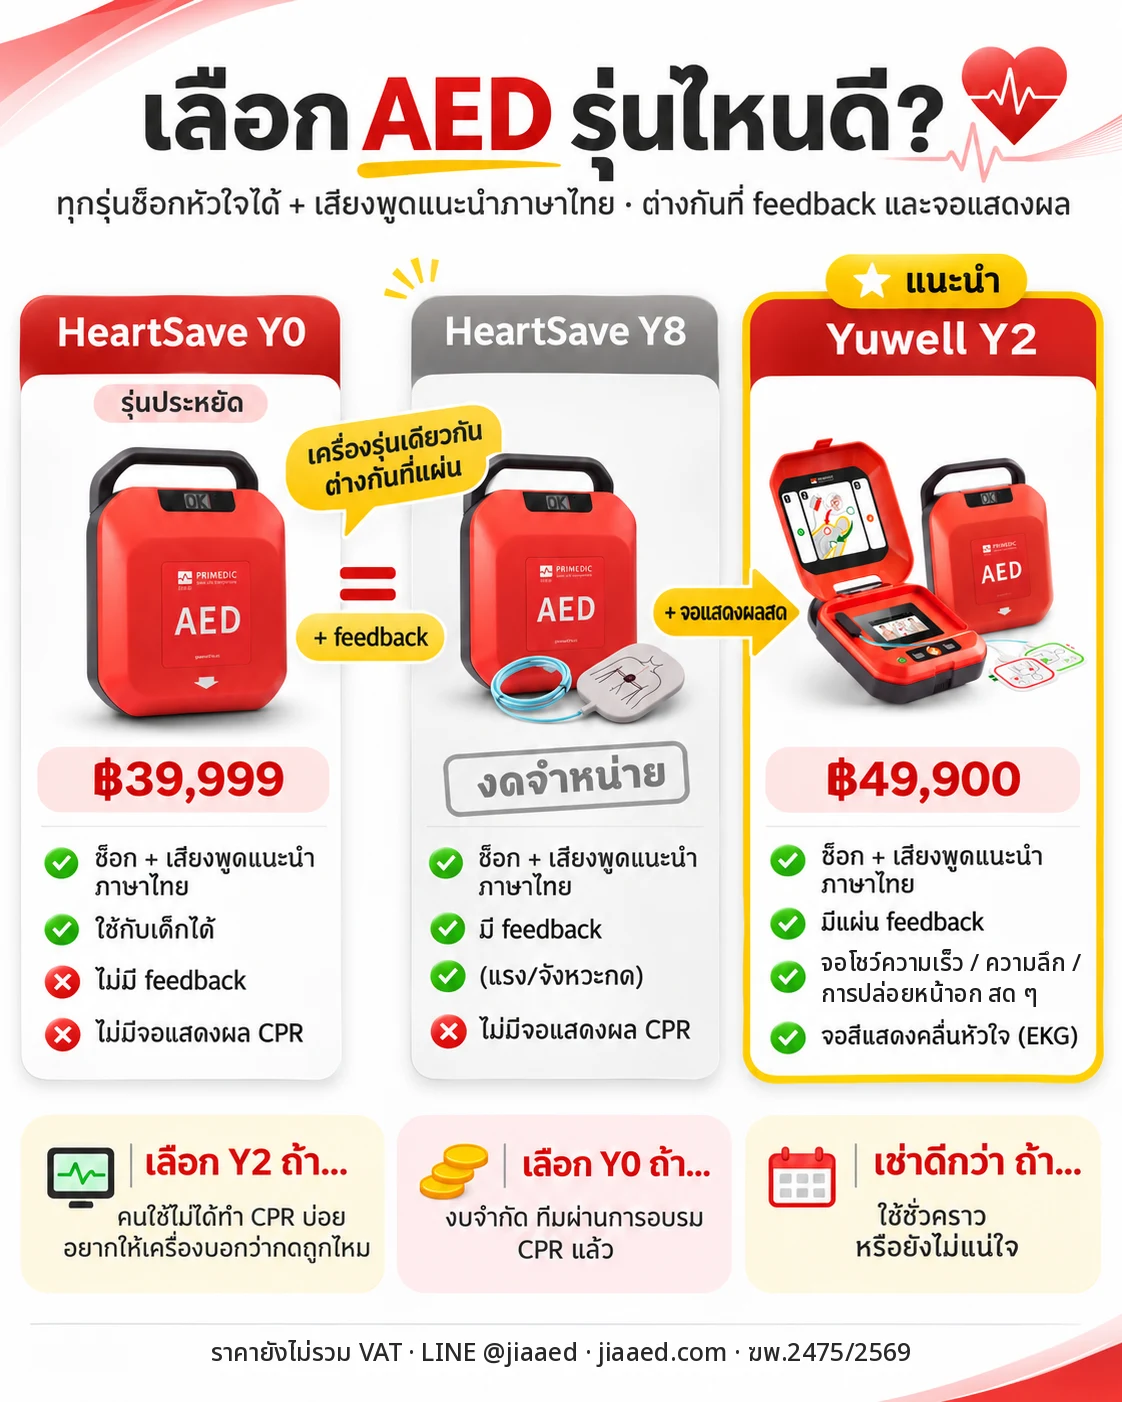 เลือก AED รุ่นไหนดี?
ทุกรุ่นช็อกหัวใจได้ + เสียงพูดแนะนำภาษาไทย · ต่างกันที่ feedback และจอแสดงผล
HeartSave Y0
รุ่นประหยัด
OK
PRIMEDIC
AED
฿39,999
ช็อก + เสียงพูดแนะนำ
ภาษาไทย
ใช้กับเด็กได้
ไม่มี feedback
ไม่มีจอแสดงผล CPR
เครื่องรุ่นเดียวกัน
ต่างกันที่แผ่น
=
+ feedback
HeartSave Y8
OK
PRIMEDIC
AED
งดจำหน่าย
ช็อก + เสียงพูดแนะนำ
ภาษาไทย
มี feedback
(แรง/จังหวะกด)
ไม่มีจอแสดงผล CPR
+ จอแสดงผลสด
แนะนำ
Yuwell Y2
OK
PRIMEDIC
AED
฿49,900
ช็อก + เสียงพูดแนะนำ
ภาษาไทย
มีแผ่น feedback
จอโชว์ความเร็ว / ความลึก /
การปล่อยหน้าอก สด ๆ
จอสีแสดงคลื่นหัวใจ (EKG)
เลือก Y2 ถ้า...
คนใช้ไม่ได้ทำ CPR บ่อย
อยากให้เครื่องบอกว่ากดถูกไหม
เลือก Y0 ถ้า...
งบจำกัด ทีมผ่านการอบรม
CPR แล้ว
เช่าดีกว่า ถ้า...
ใช้ชั่วคราว
หรือยังไม่แน่ใจ
ราคายังไม่รวม VAT · LINE @jiaaed · jiaaed.com · ฆพ.2475/2569